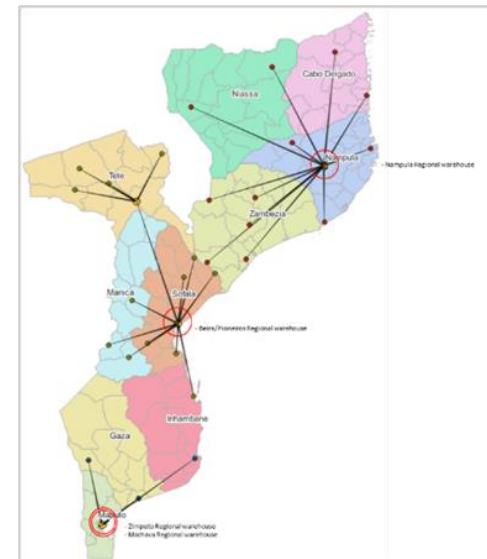 Cabo Delgado
Niassa
Nampula
- Nampula Regional warehouse
Tete
Zambezia
Manica
Sofala
- Beira/Pioneiros Regional warehouse
Inhambane
Gaza
Maputo
- Zimpeto Regional warehouse
- Machava Regional warehouse